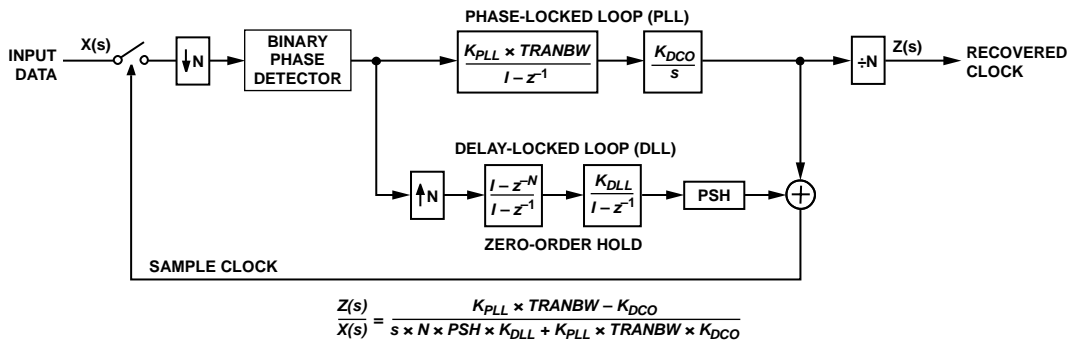 PHASE-LOCKED LOOP (PLL)
INPUT DATA
X(s)
↓N
BINARY PHASE DETECTOR
K_PLL × TRANBW / I – z^–1
K_DCO / s
÷N
Z(s)
RECOVERED CLOCK
DELAY-LOCKED LOOP (DLL)
↑N
I – z^–N / I – z^–1
K_DLL / I – z^–1
PSH
+
ZERO-ORDER HOLD
SAMPLE CLOCK
Z(s) / X(s) = K_PLL × TRANBW – K_DCO / s × N × PSH × K_DLL + K_PLL × TRANBW × K_DCO